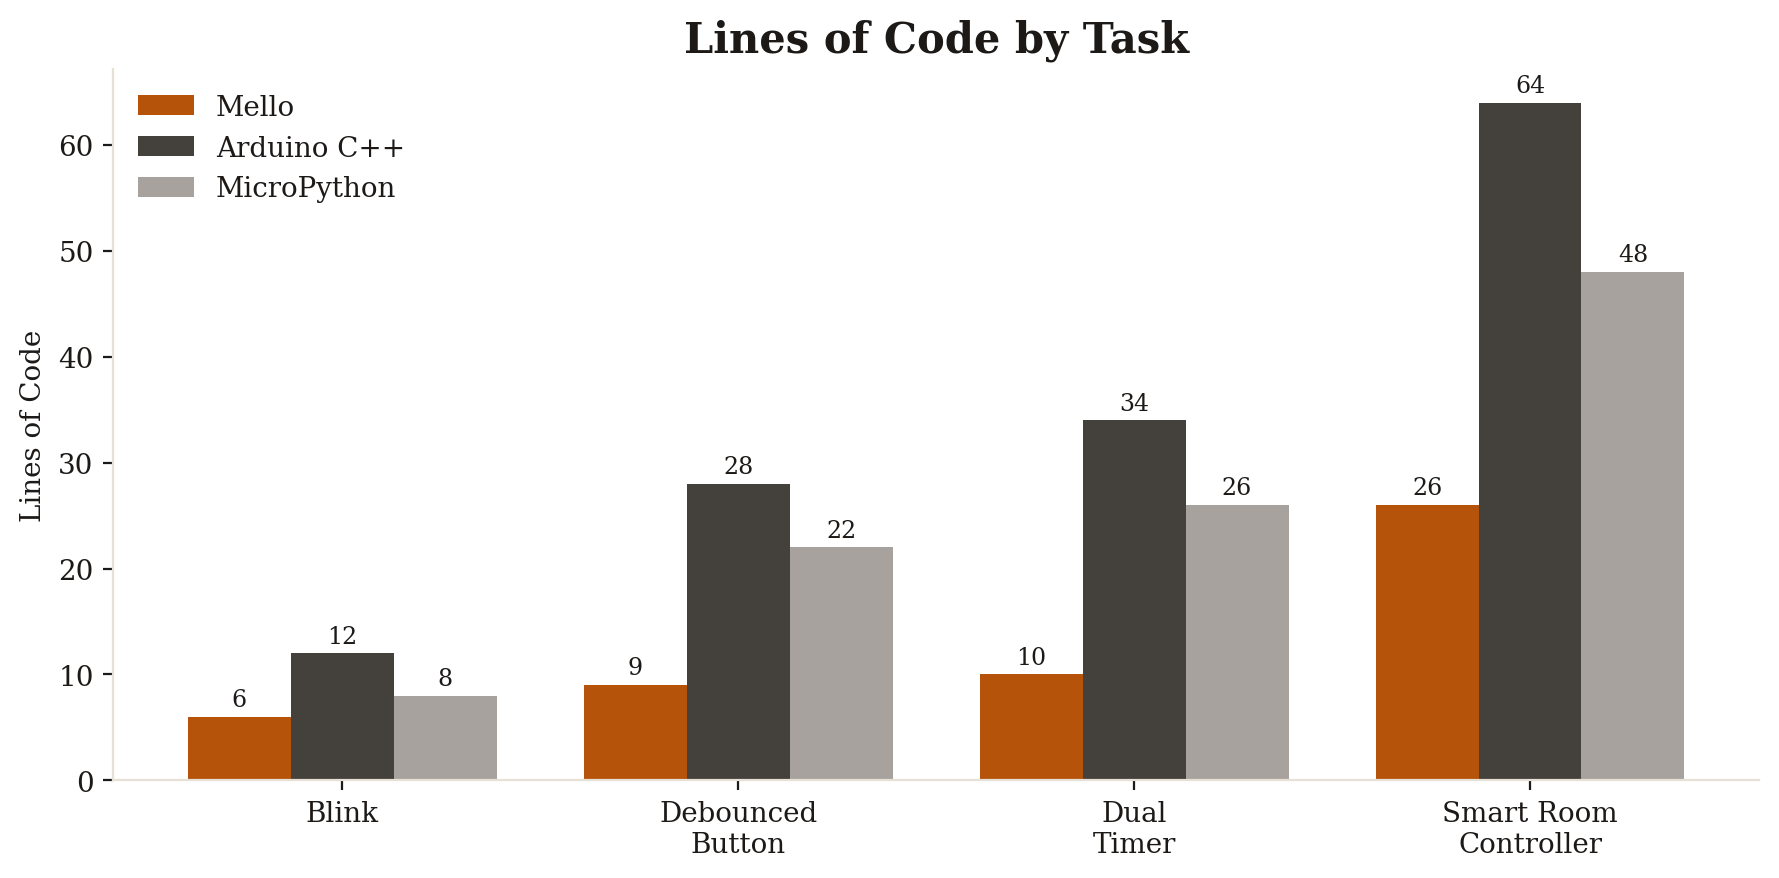 Lines of Code by Task
Mello
Arduino C++
MicroPython
Lines of Code
60
50
40
30
20
10
0
6
12
8
9
28
22
10
34
26
26
64
48
Blink
Debounced
Button
Dual
Timer
Smart Room
Controller